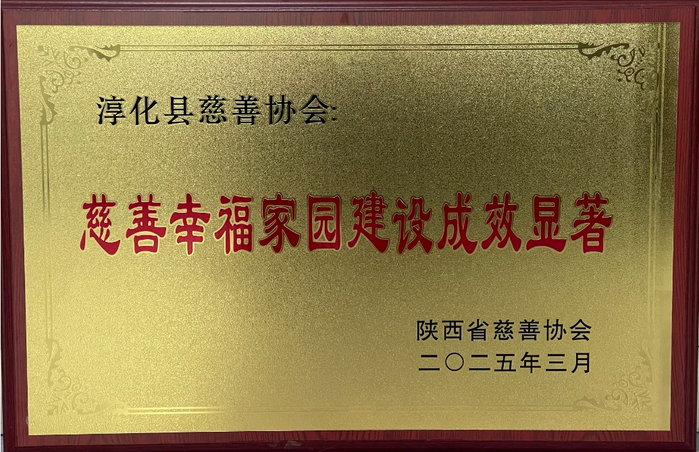 淳化县慈善协会:
慈善幸福家园建设成效显著
陕西省慈善协会
二〇二五年三月